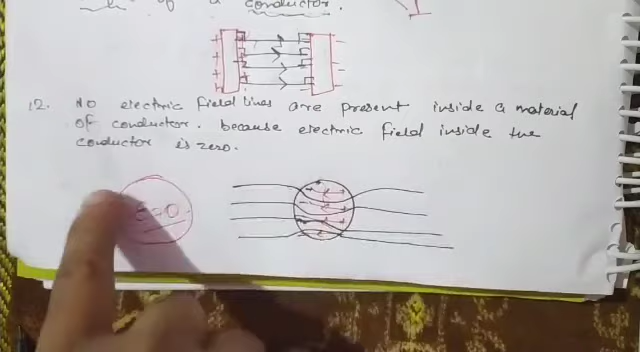 of a conductor.
12. No electric field lines are present inside a material
of conductor. because electric field inside the
conductor is zero.
E=0